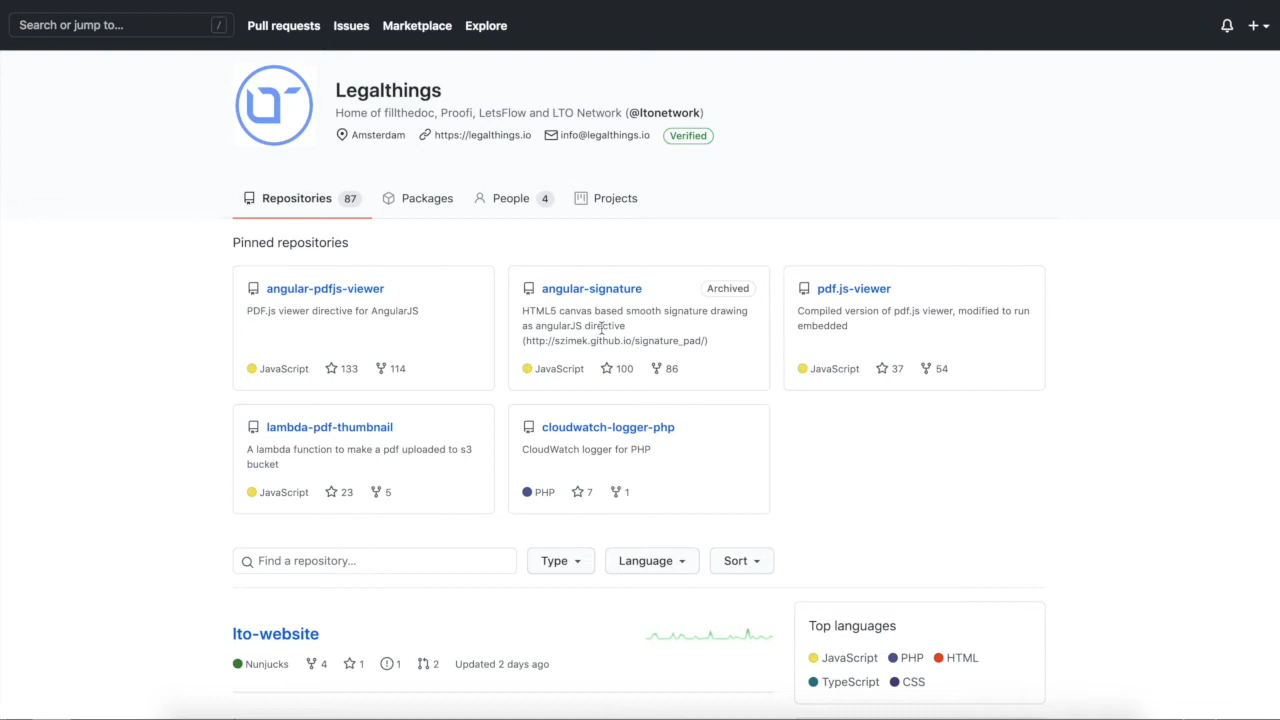 Search or jump to... /
Pull requests Issues Marketplace Explore
Legalthings
Home of fillthedoc, Proofi, LetsFlow and LTO Network (@ltonetwork)
Amsterdam https://legalthings.io info@legalthings.io Verified
Repositories 87 Packages People 4 Projects
Pinned repositories
angular-pdfjs-viewer
PDF.js viewer directive for AngularJS
JavaScript 133 114
angular-signature Archived
HTML5 canvas based smooth signature drawing
as angularJS directive
(http://szimek.github.io/signature_pad/)
JavaScript 100 86
pdf.js-viewer
Compiled version of pdf.js viewer, modified to run
embedded
JavaScript 37 54
lambda-pdf-thumbnail
A lambda function to make a pdf uploaded to s3
bucket
JavaScript 23 5
cloudwatch-logger-php
CloudWatch logger for PHP
PHP 7 1
Find a repository... Type Language Sort
lto-website
Nunjucks 4 1 1 2 Updated 2 days ago
Top languages
JavaScript PHP HTML
TypeScript CSS